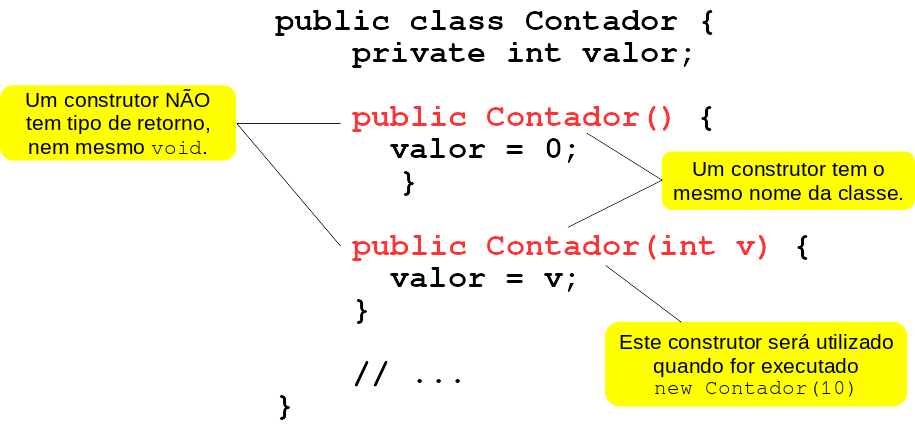 public class Contador {
private int valor;
Um construtor NÃO
tem tipo de retorno,
nem mesmo void.
public Contador() {
valor = 0;
}
Um construtor tem o
mesmo nome da classe.
public Contador(int v) {
valor = v;
}
Este construtor será utilizado
quando for executado
new Contador(10)
// ...
}